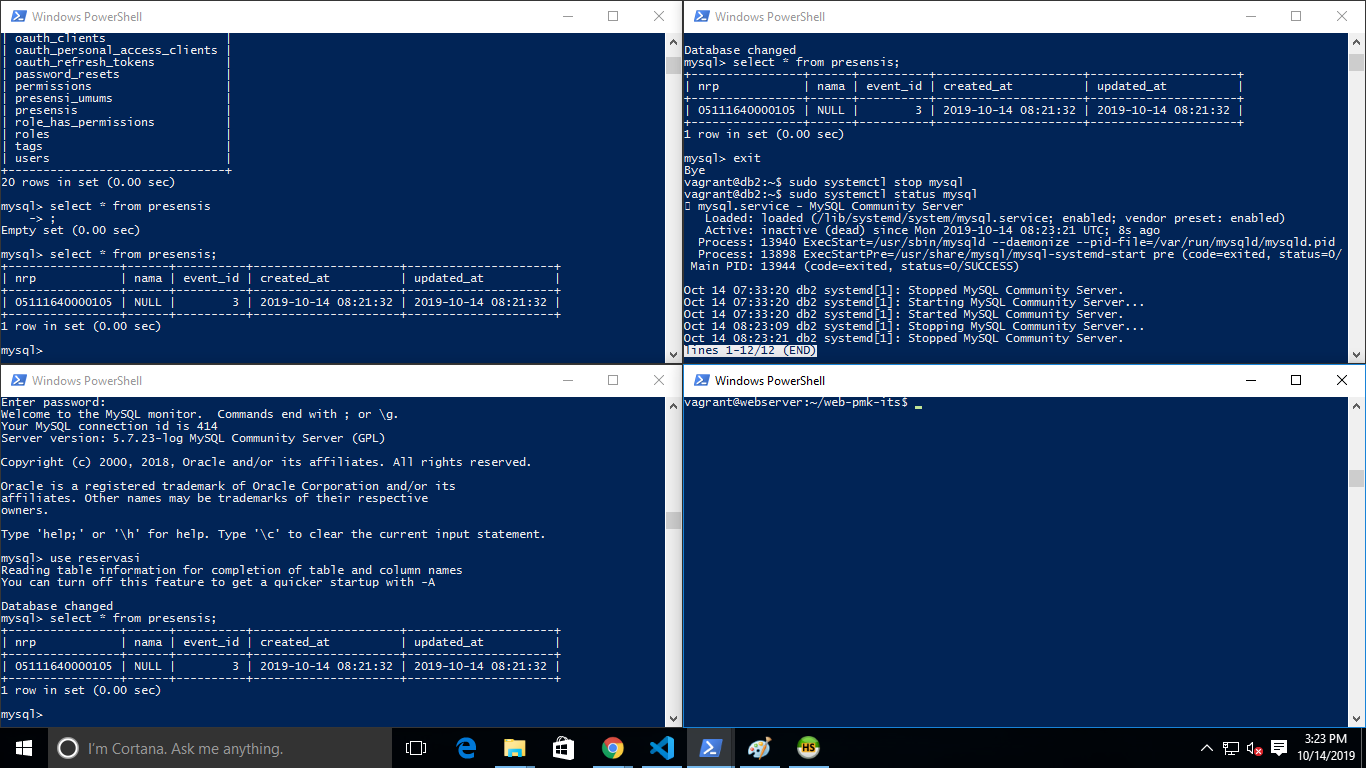 Windows PowerShell
| oauth_clients                 |
| oauth_personal_access_clients |
| oauth_refresh_tokens          |
| password_resets               |
| permissions                   |
| presensi_umums                |
| presensis                     |
| role_has_permissions          |
| roles                         |
| tags                          |
| users                         |
+-------------------------------+
20 rows in set (0.00 sec)
mysql> select * from presensis
    -> ;
Empty set (0.00 sec)
mysql> select * from presensis;
+----------------+------+----------+---------------------+---------------------+
| nrp            | nama | event_id | created_at          | updated_at          |
+----------------+------+----------+---------------------+---------------------+
| 05111640000105 | NULL |        3 | 2019-10-14 08:21:32 | 2019-10-14 08:21:32 |
+----------------+------+----------+---------------------+---------------------+
1 row in set (0.00 sec)
mysql>
Windows PowerShell
Database changed
mysql> select * from presensis;
+----------------+------+----------+---------------------+---------------------+
| nrp            | nama | event_id | created_at          | updated_at          |
+----------------+------+----------+---------------------+---------------------+
| 05111640000105 | NULL |        3 | 2019-10-14 08:21:32 | 2019-10-14 08:21:32 |
+----------------+------+----------+---------------------+---------------------+
1 row in set (0.00 sec)
mysql> exit
Bye
vagrant@db2:~$ sudo systemctl stop mysql
vagrant@db2:~$ sudo systemctl status mysql
mysql.service - MySQL Community Server
   Loaded: loaded (/lib/systemd/system/mysql.service; enabled; vendor preset: enabled)
   Active: inactive (dead) since Mon 2019-10-14 08:23:21 UTC; 8s ago
  Process: 13940 ExecStart=/usr/sbin/mysqld --daemonize --pid-file=/var/run/mysqld/mysqld.pid
  Process: 13898 ExecStartPre=/usr/share/mysql/mysql-systemd-start pre (code=exited, status=0/
 Main PID: 13944 (code=exited, status=0/SUCCESS)
Oct 14 07:33:20 db2 systemd[1]: Stopped MySQL Community Server.
Oct 14 07:33:20 db2 systemd[1]: Starting MySQL Community Server...
Oct 14 07:33:20 db2 systemd[1]: Started MySQL Community Server.
Oct 14 08:23:09 db2 systemd[1]: Stopping MySQL Community Server...
Oct 14 08:23:21 db2 systemd[1]: Stopped MySQL Community Server.
lines 1-12/12 (END)
Windows PowerShell
Enter password:
Welcome to the MySQL monitor.  Commands end with ; or \g.
Your MySQL connection id is 414
Server version: 5.7.23-log MySQL Community Server (GPL)
Copyright (c) 2000, 2018, Oracle and/or its affiliates. All rights reserved.
Oracle is a registered trademark of Oracle Corporation and/or its
affiliates. Other names may be trademarks of their respective
owners.
Type 'help;' or '\h' for help. Type '\c' to clear the current input statement.
mysql> use reservasi
Reading table information for completion of table and column names
You can turn off this feature to get a quicker startup with -A
Database changed
mysql> select * from presensis;
+----------------+------+----------+---------------------+---------------------+
| nrp            | nama | event_id | created_at          | updated_at          |
+----------------+------+----------+---------------------+---------------------+
| 05111640000105 | NULL |        3 | 2019-10-14 08:21:32 | 2019-10-14 08:21:32 |
+----------------+------+----------+---------------------+---------------------+
1 row in set (0.00 sec)
mysql>
Windows PowerShell
vagrant@webserver:~/web-pmk-its$
I'm Cortana. Ask me anything.
HS
3:23 PM
10/14/2019